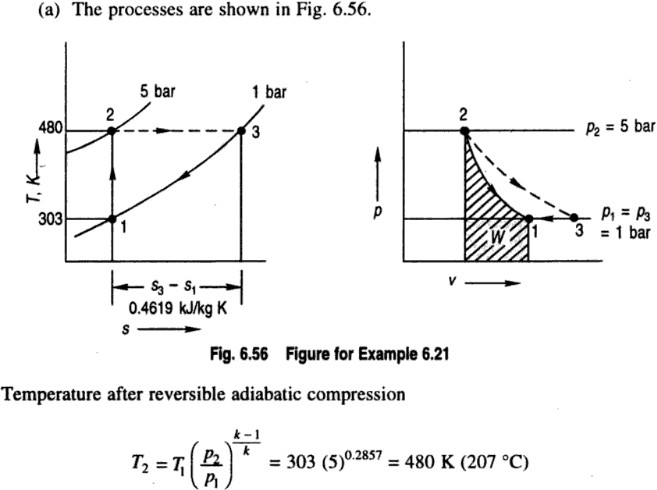 (a) The processes are shown in Fig. 6.56.
5 bar
1 bar
2
480
3
T, K
303
1
s₃ – s₁
0.4619 kJ/kg K
s
2
p₂ = 5 bar
p
p₁ = p₃
W
1
3
= 1 bar
v
Fig. 6.56 Figure for Example 6.21
Temperature after reversible adiabatic compression
T₂ = T₁ (p₂/p₁)^((k – 1)/k) = 303 (5)^0.2857 = 480 K (207 °C)